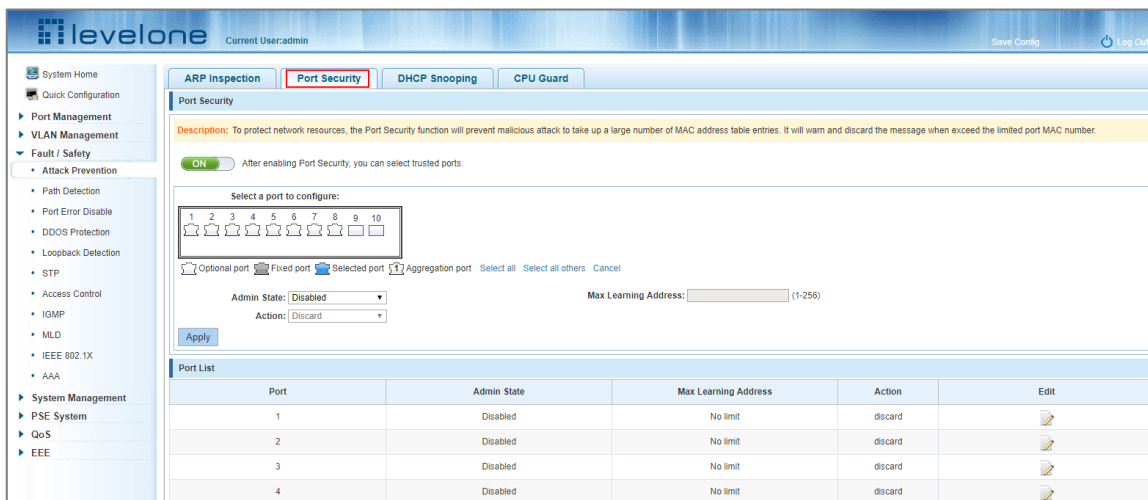 levelone
Current User:admin
Save Config
Log Out
System Home
Quick Configuration
Port Management
VLAN Management
Fault / Safety
Attack Prevention
Path Detection
Port Error Disable
DDOS Protection
Loopback Detection
STP
Access Control
IGMP
MLD
IEEE 802.1X
AAA
System Management
PSE System
QoS
EEE
ARP Inspection Port Security DHCP Snooping CPU Guard
Port Security
Description: To protect network resources, the Port Security function will prevent malicious attack to take up a large number of MAC address table entries. It will warn and discard the message when exceed the limited port MAC number.
ON After enabling Port Security, you can select trusted ports.
Select a port to configure:
1 2 3 4 5 6 7 8 9 10
Optional port Fixed port Selected port 1 Aggregation port Select all Select all others Cancel
Admin State: Disabled Max Learning Address: (1-256)
Action: Discard
Apply
Port List
Port Admin State Max Learning Address Action Edit
1 Disabled No limit discard
2 Disabled No limit discard
3 Disabled No limit discard
4 Disabled No limit discard